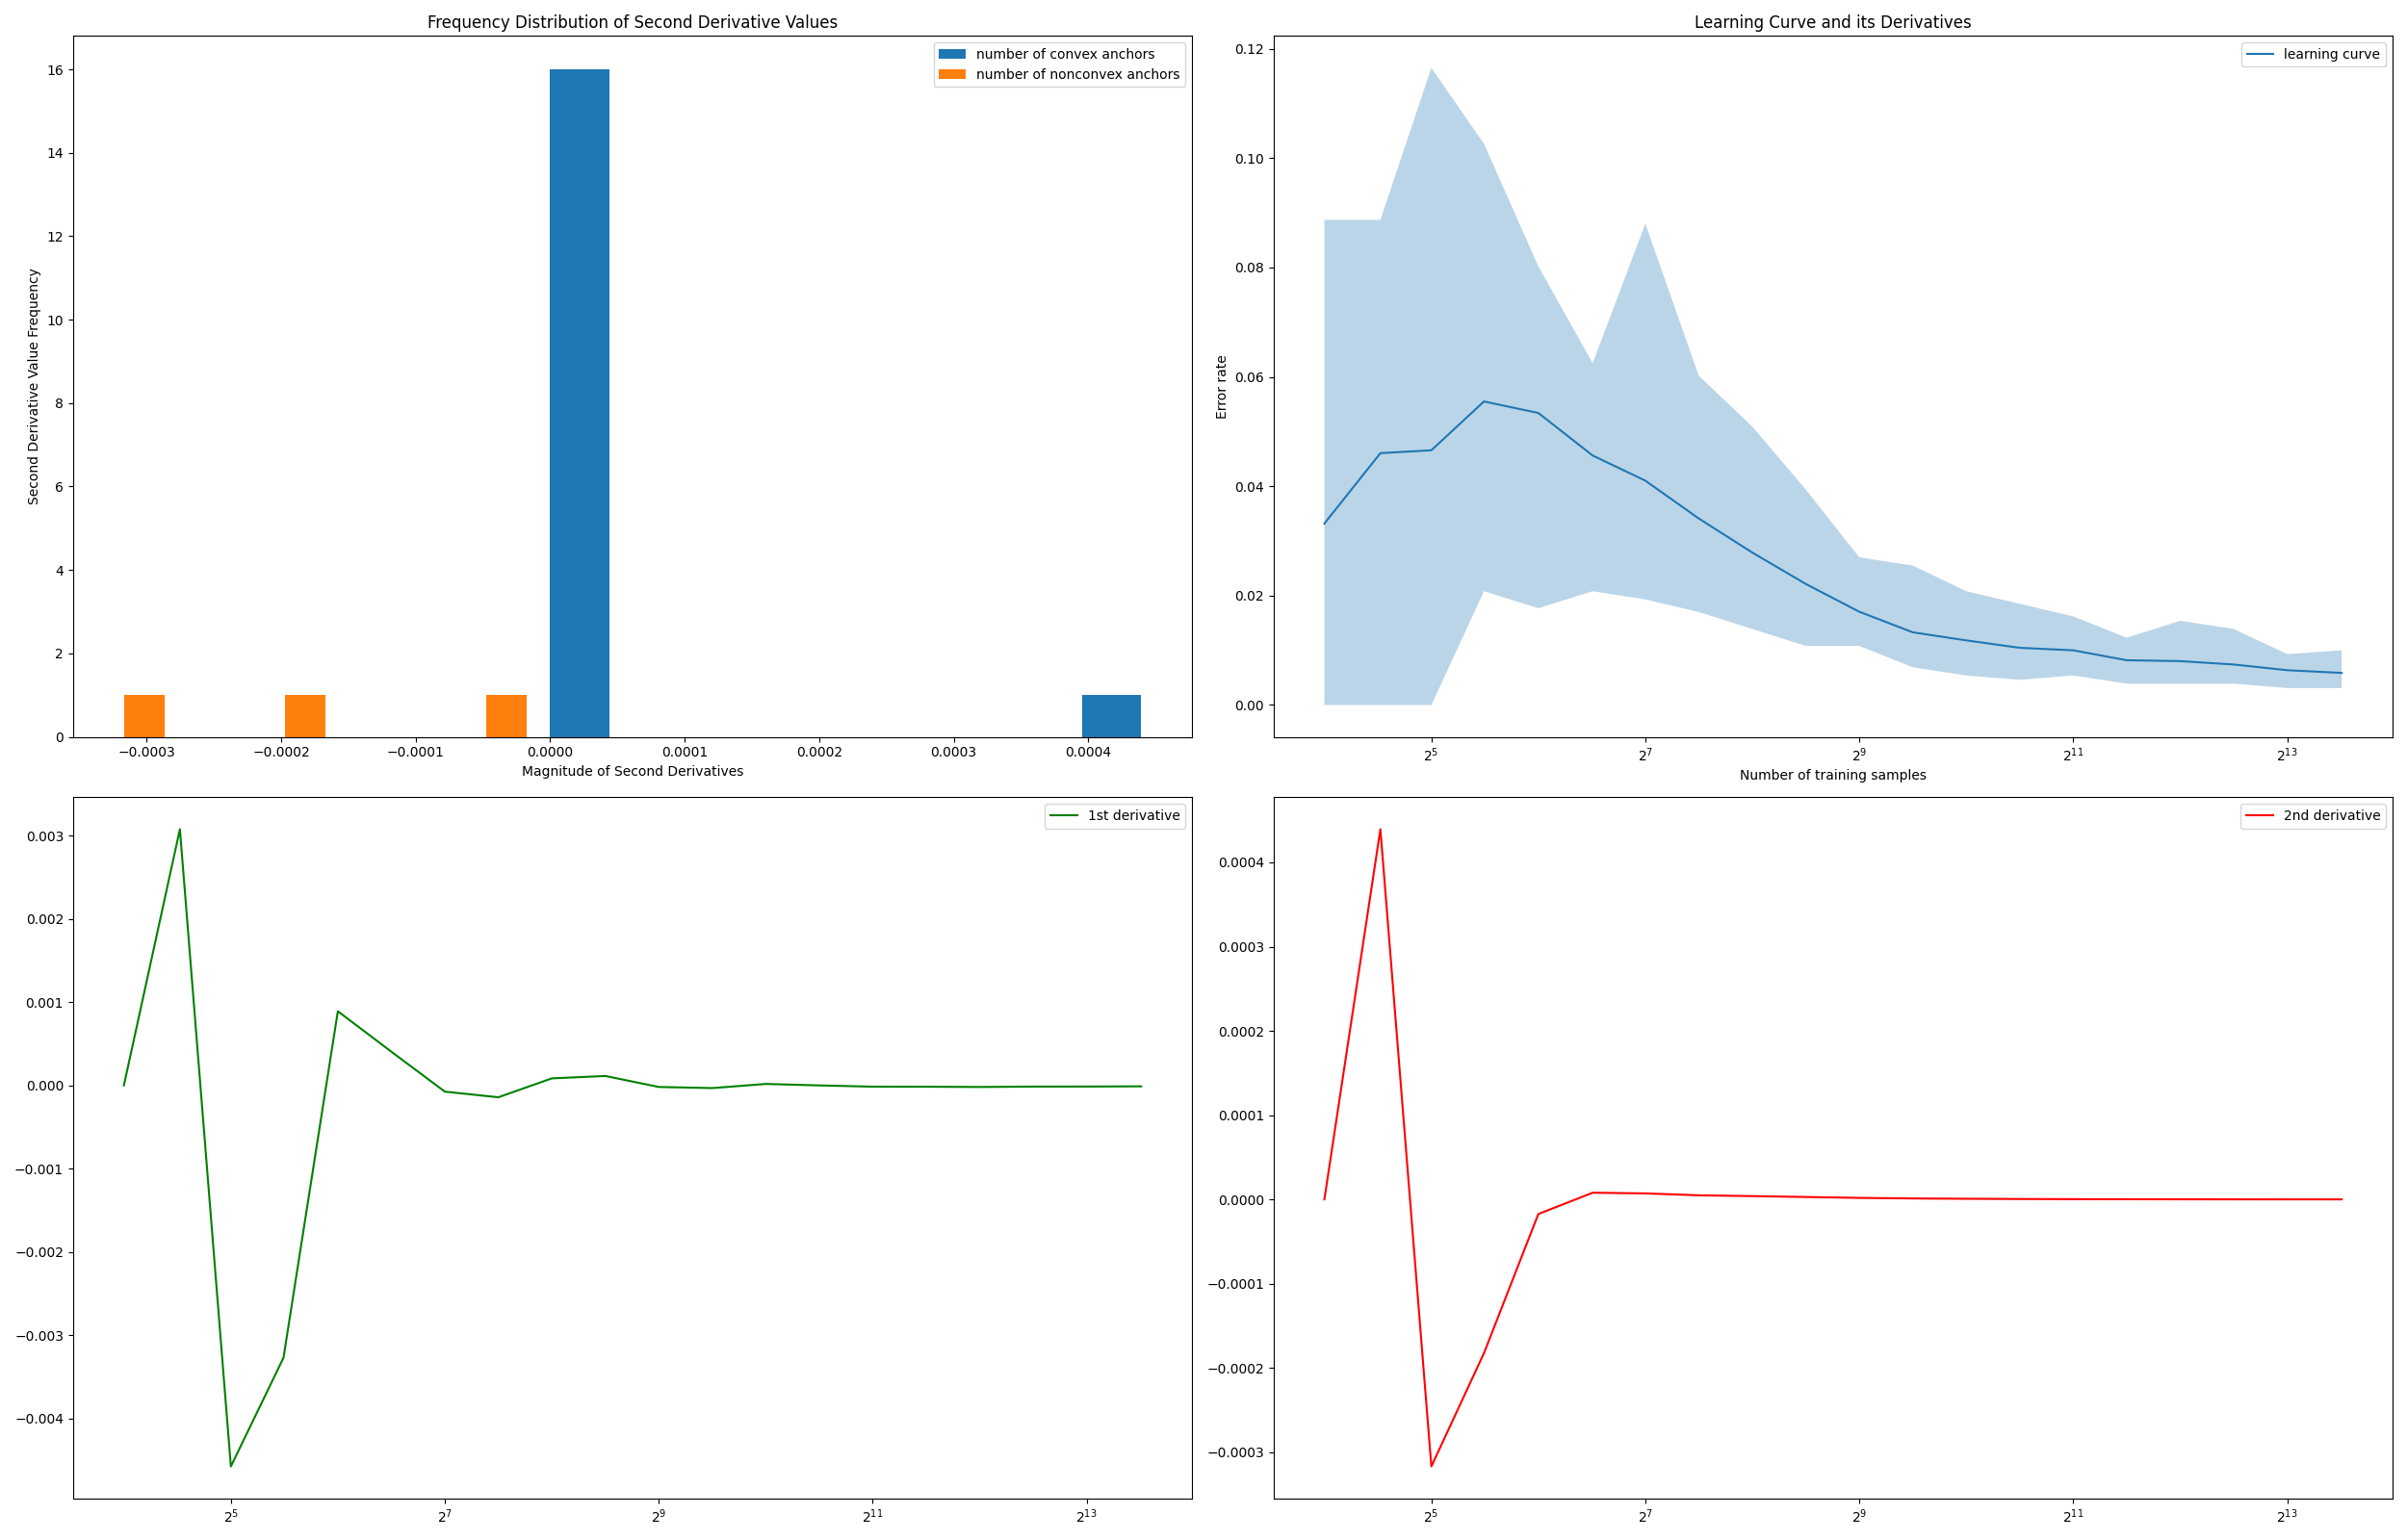 Frequency Distribution of Second Derivative Values
number of convex anchors
number of nonconvex anchors
Second Derivative Value Frequency
16
14
12
10
8
6
4
2
0
−0.0003 −0.0002 −0.0001 0.0000 0.0001 0.0002 0.0003 0.0004
Magnitude of Second Derivatives
Learning Curve and its Derivatives
learning curve
Error rate
0.12
0.10
0.08
0.06
0.04
0.02
0.00
2^5 2^7 2^9 2^11 2^13
Number of training samples
1st derivative
0.003
0.002
0.001
0.000
−0.001
−0.002
−0.003
−0.004
2^5 2^7 2^9 2^11 2^13
2nd derivative
0.0004
0.0003
0.0002
0.0001
0.0000
−0.0001
−0.0002
−0.0003
2^5 2^7 2^9 2^11 2^13